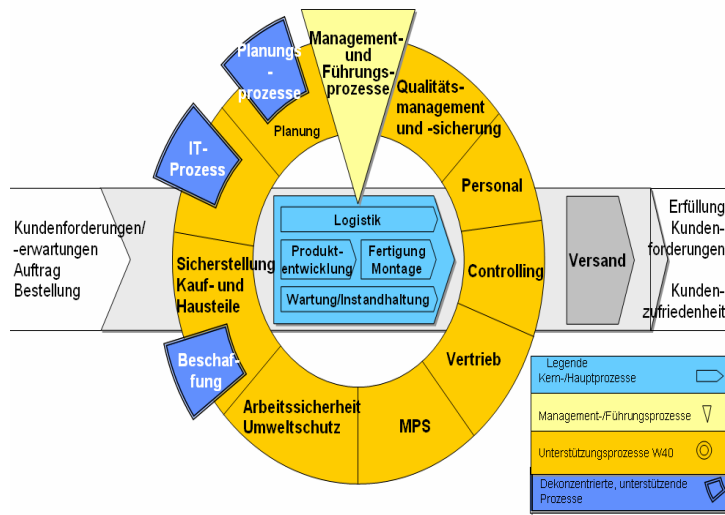 Management-
und
Führungs-
prozesse
Planungs
-
prozesse
Planung
Qualitäts-
management
und -sicherung
IT-
Prozess
Personal
Kundenforderungen/
-erwartungen
Auftrag
Bestellung
Sicherstellung
Kauf- und
Hausteile
Logistik
Produkt-
entwicklung
Fertigung
Montage
Wartung/Instandhaltung
Controlling
Versand
Erfüllung
Kunden-
forderungen
Kunden-
zufriedenheit
Beschaf-
fung
Vertrieb
Arbeitssicherheit
Umweltschutz
MPS
Legende
Kern-/Hauptprozesse
Management-/Führungsprozesse
Unterstützungsprozesse W40
Dekonzentrierte, unterstützende
Prozesse